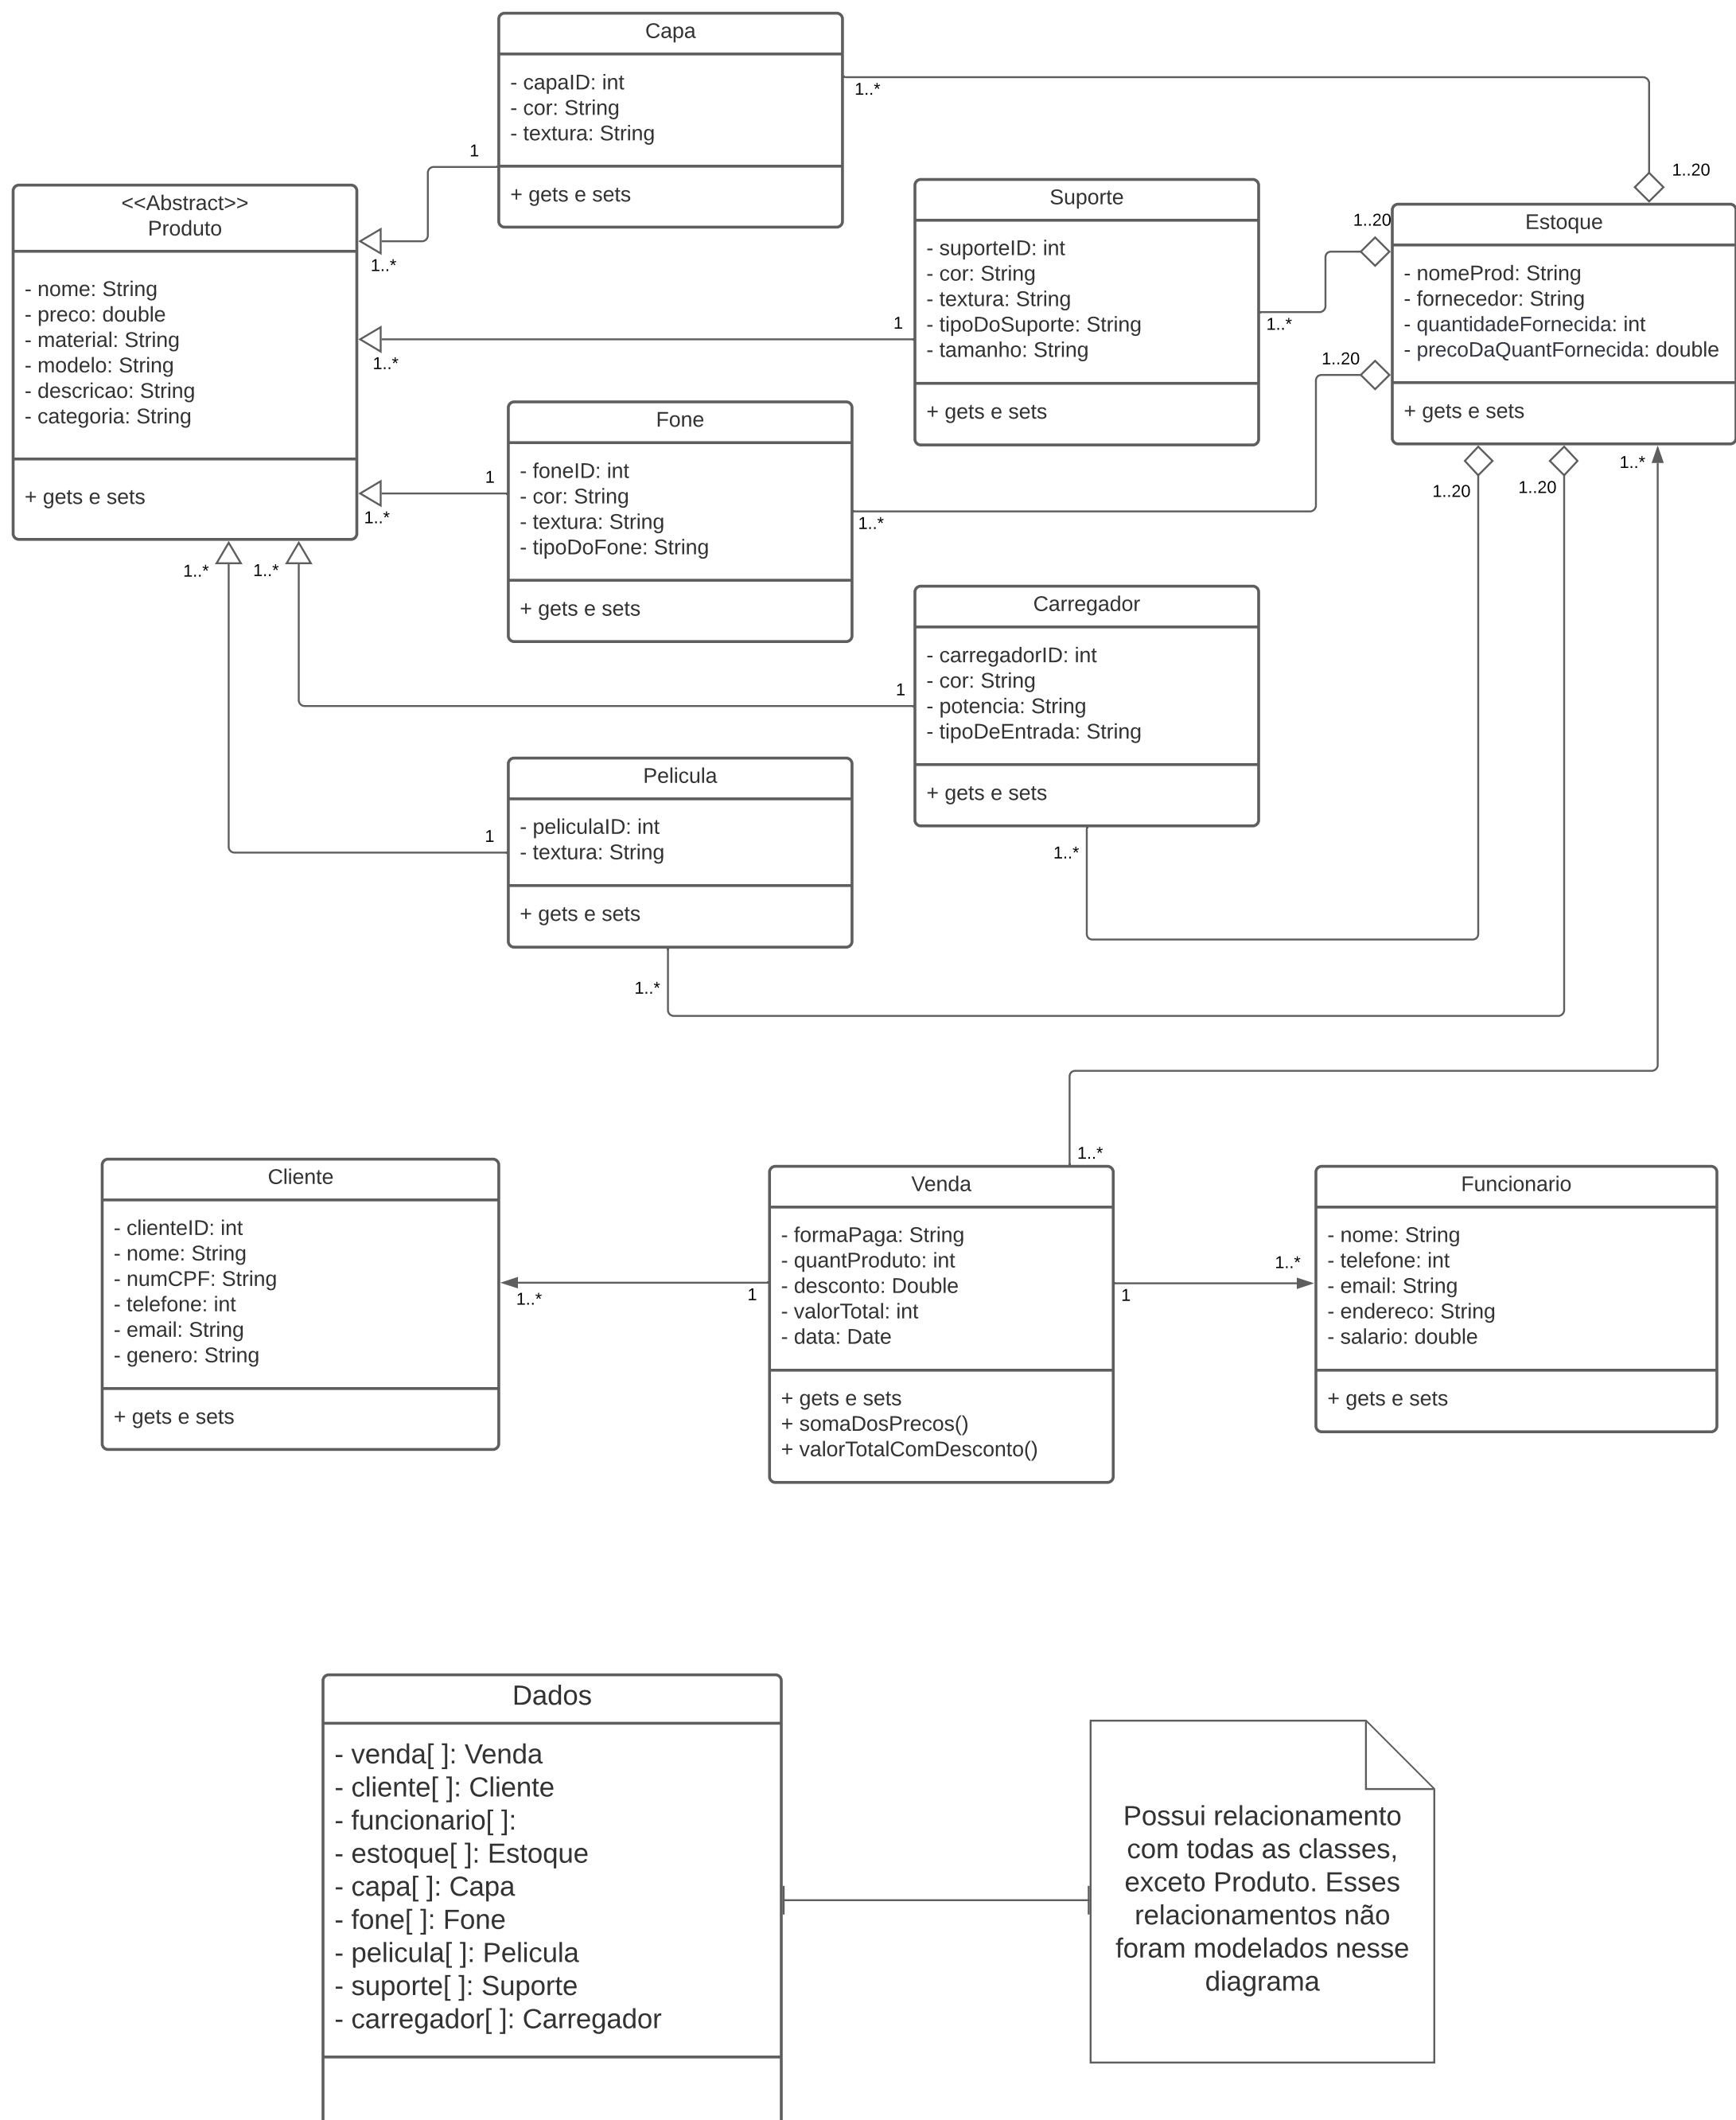 Capa
- capaID: int
- cor: String
- textura: String
+ gets e sets
1..*
1..20
1
1..*
<<Abstract>>
Produto
- nome: String
- preco: double
- material: String
- modelo: String
- descricao: String
- categoria: String
+ gets e sets
Suporte
- suporteID: int
- cor: String
- textura: String
- tipoDoSuporte: String
- tamanho: String
+ gets e sets
1
1..*
1..*
1..20
Estoque
- nomeProd: String
- fornecedor: String
- quantidadeFornecida: int
- precoDaQuantFornecida: double
+ gets e sets
1..20
1..20
1..20
1..*
Fone
- foneID: int
- cor: String
- textura: String
- tipoDoFone: String
+ gets e sets
1
1..*
1..*
1..*
1..*
Carregador
- carregadorID: int
- cor: String
- potencia: String
- tipoDeEntrada: String
+ gets e sets
1
1..*
Pelicula
- peliculaID: int
- textura: String
+ gets e sets
1
1..*
1..*
Cliente
- clienteID: int
- nome: String
- numCPF: String
- telefone: int
- email: String
- genero: String
+ gets e sets
1..*
1
Venda
- formaPaga: String
- quantProduto: int
- desconto: Double
- valorTotal: int
- data: Date
+ gets e sets
+ somaDosPrecos()
+ valorTotalComDesconto()
1
1..*
Funcionario
- nome: String
- telefone: int
- email: String
- endereco: String
- salario: double
+ gets e sets
Dados
- venda[ ]: Venda
- cliente[ ]: Cliente
- funcionario[ ]:
- estoque[ ]: Estoque
- capa[ ]: Capa
- fone[ ]: Fone
- pelicula[ ]: Pelicula
- suporte[ ]: Suporte
- carregador[ ]: Carregador
Possui relacionamento
com todas as classes,
exceto Produto. Esses
relacionamentos não
foram modelados nesse
diagrama